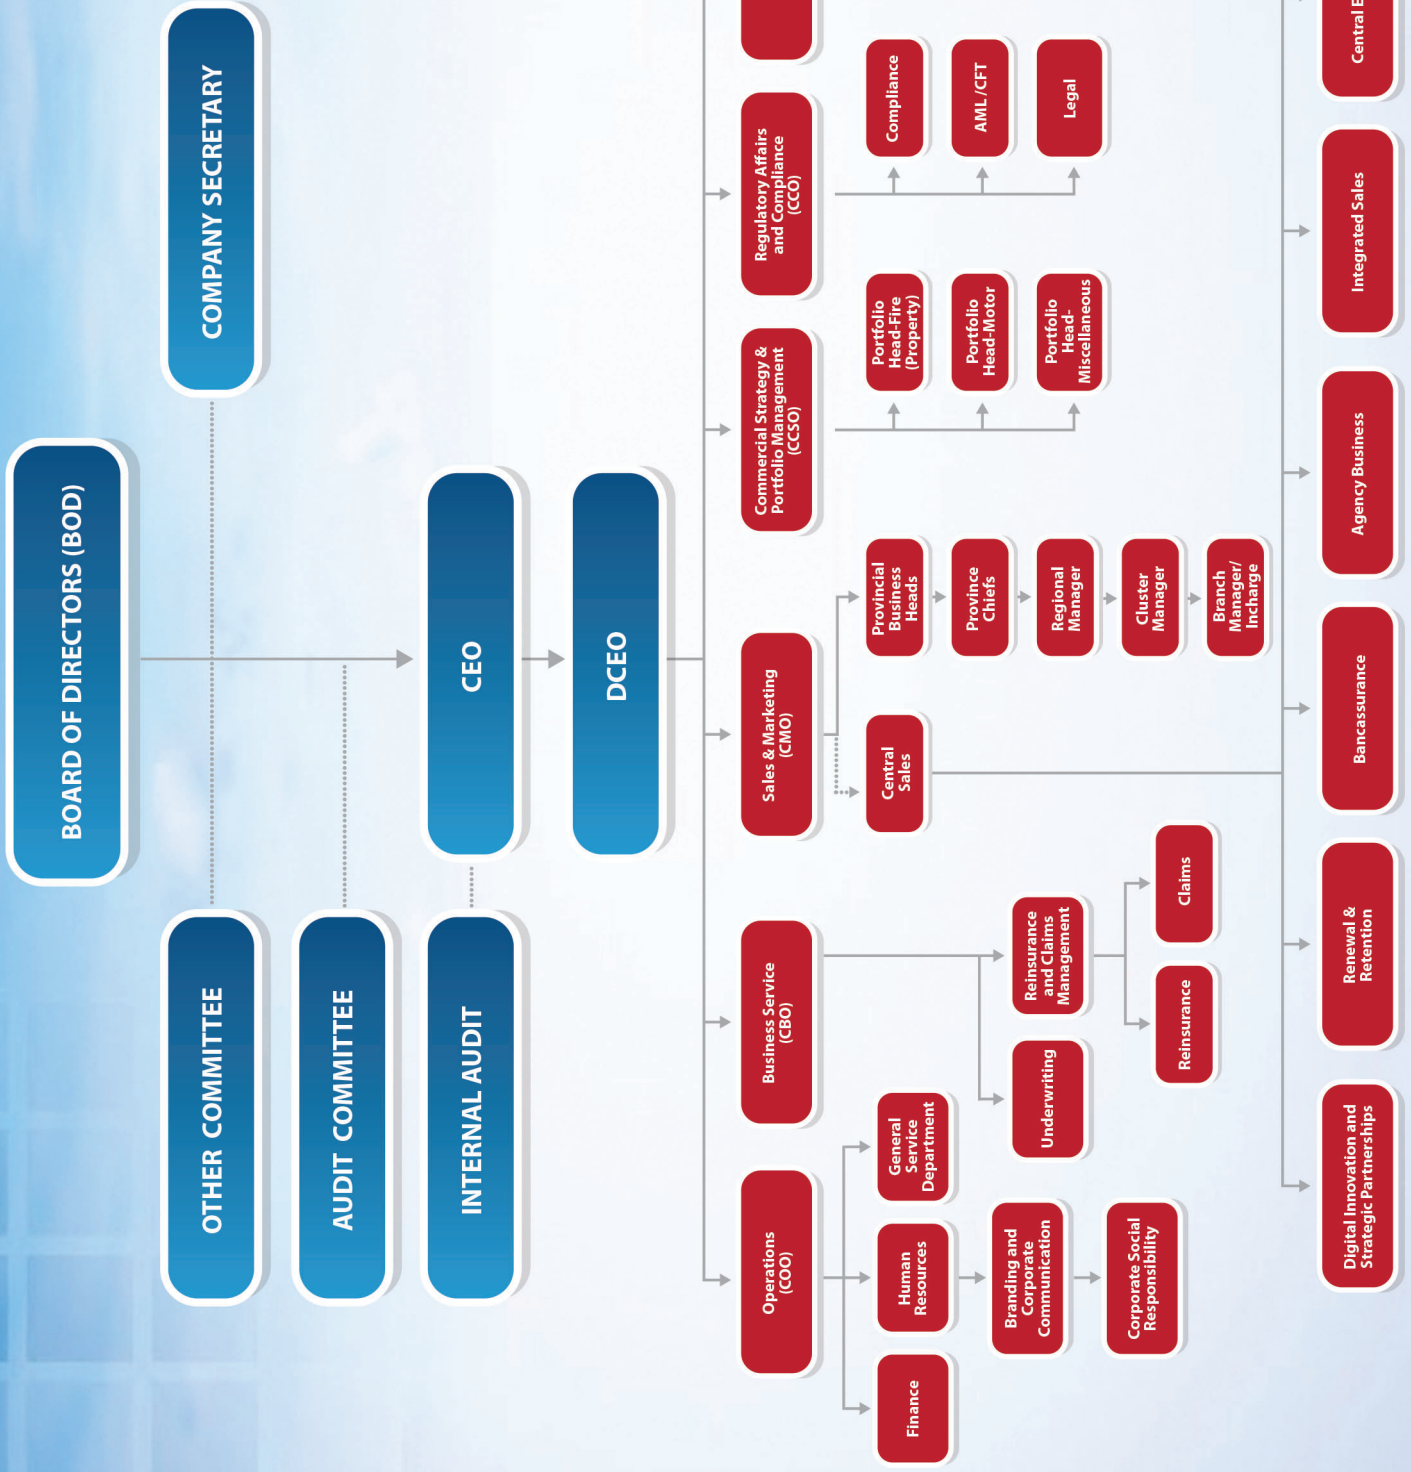 BOARD OF DIRECTORS (BOD)
OTHER COMMITTEE
COMPANY SECRETARY
AUDIT COMMITTEE
INTERNAL AUDIT
CEO
DCEO
Operations
(COO)
Business Service
(CBO)
Sales & Marketing
(CMO)
Commercial Strategy &
Portfolio Management
(CCSO)
Regulatory Affairs
and Compliance
(CCO)
Finance
Human
Resources
General
Service
Department
Branding and
Corporate
Communication
Corporate Social
Responsibility
Underwriting
Reinsurance
and Claims
Management
Reinsurance
Claims
Central
Sales
Provincial
Business
Heads
Province
Chiefs
Regional
Manager
Cluster
Manager
Branch
Manager/
Incharge
Portfolio
Head-Fire
(Property)
Portfolio
Head-Motor
Portfolio
Head-
Miscellaneous
Compliance
AML/CFT
Legal
Digital Innovation and
Strategic Partnerships
Renewal &
Retention
Bancassurance
Agency Business
Integrated Sales
Central